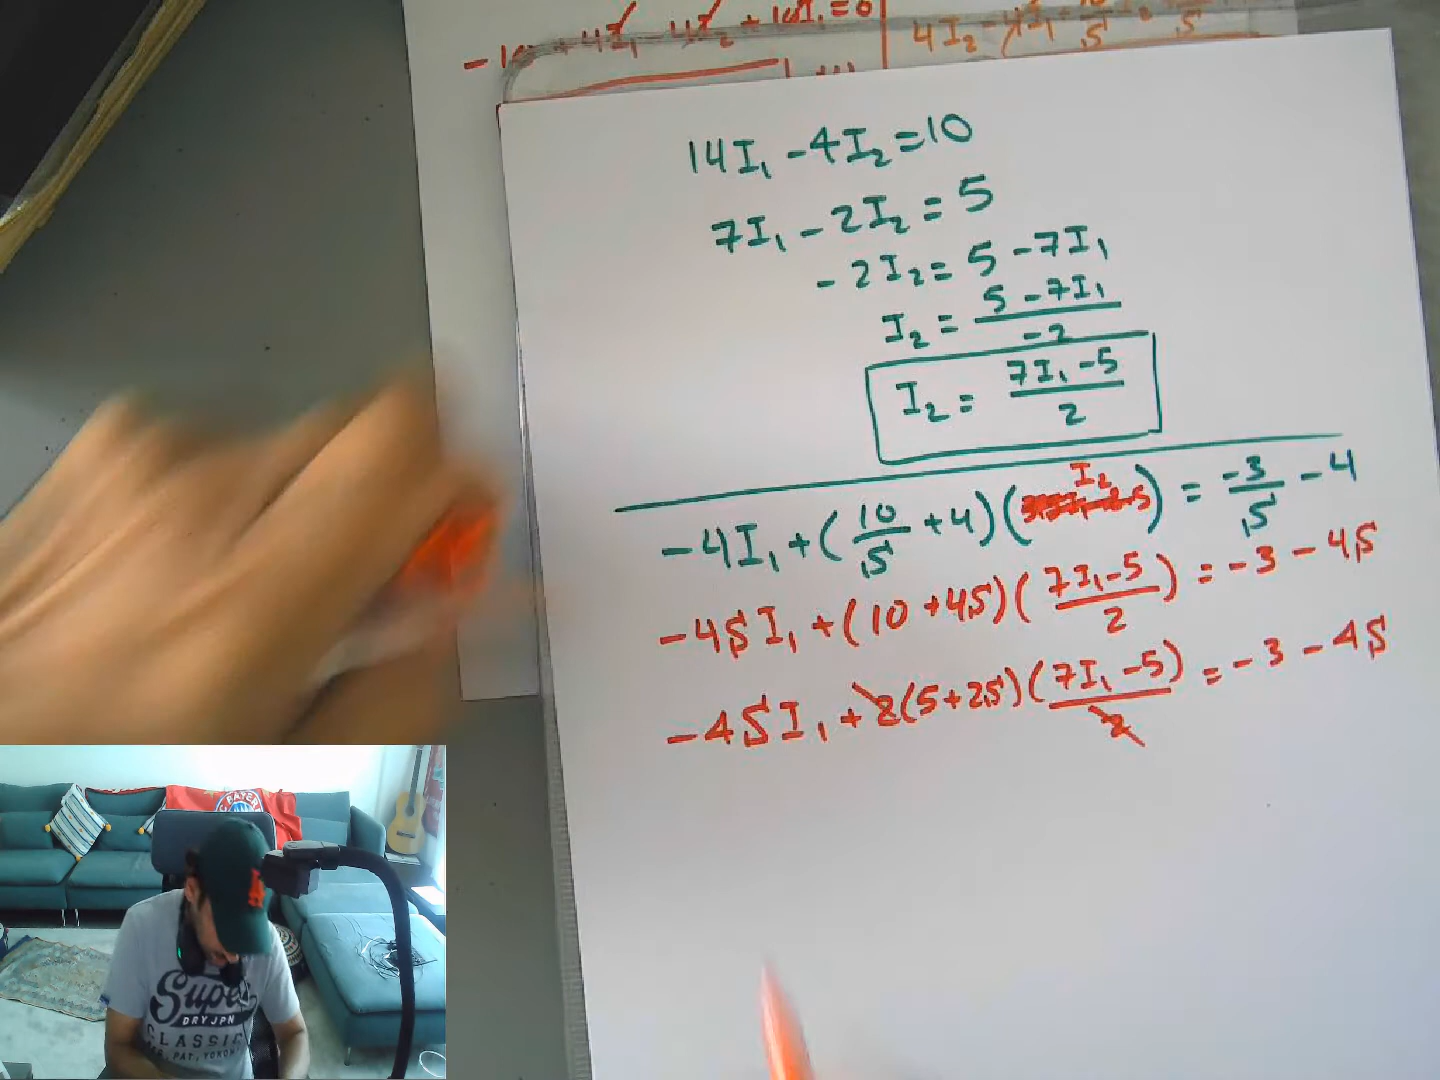 14I₁ - 4I₂ = 10
7I₁ - 2I₂ = 5
- 2I₂ = 5 - 7I₁
I₂ = (5 - 7I₁)/-2
I₂ = (7I₁ - 5)/2
-4I₁ + (10/S + 4)(I₂) = -3/S - 4
-4SI₁ + (10 + 4S)((7I₁ - 5)/2) = -3 - 4S
-4SI₁ + 2(5 + 2S)((7I₁ - 5)/2) = -3 - 4S
Super
DRY JPN
CLASSIC